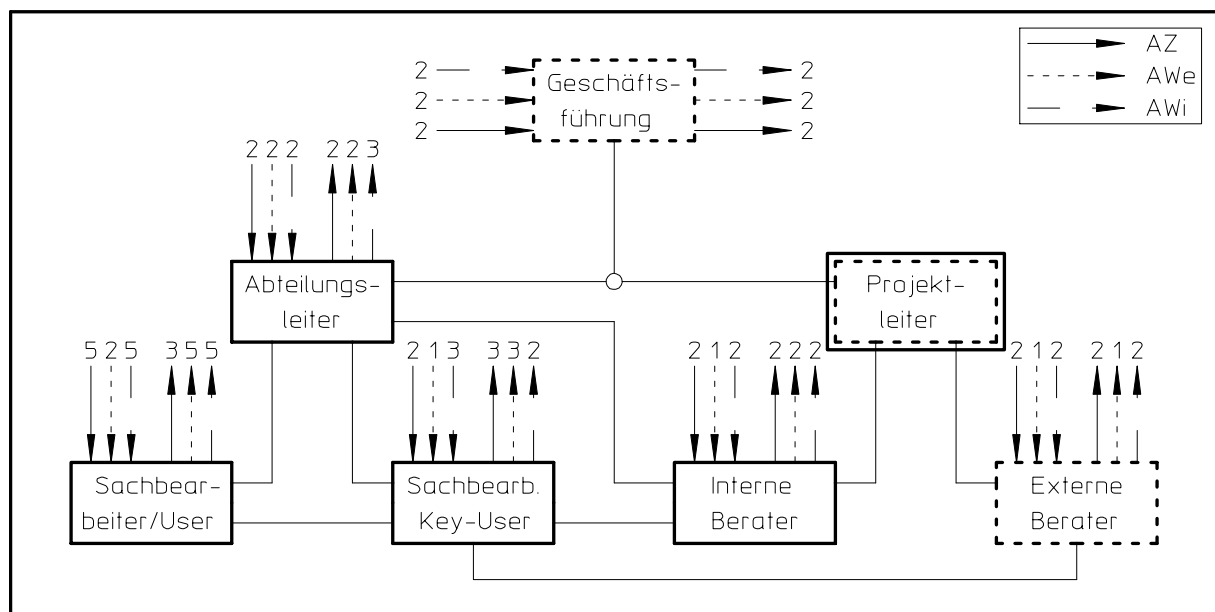 AZ
2 Geschäfts- 2
AWe
2 2
führung
AWi
2 2
2 2 2 2 2 3
Abteilungs-
leiter
Projekt-
leiter
5 2 5 3 5 5
2 1 3 3 3 2
2 1 2 2 2 2
2 1 2 2 1 2
Sachbear-
beiter/User
Sachbearb.
Key-User
Interne
Berater
Externe
Berater